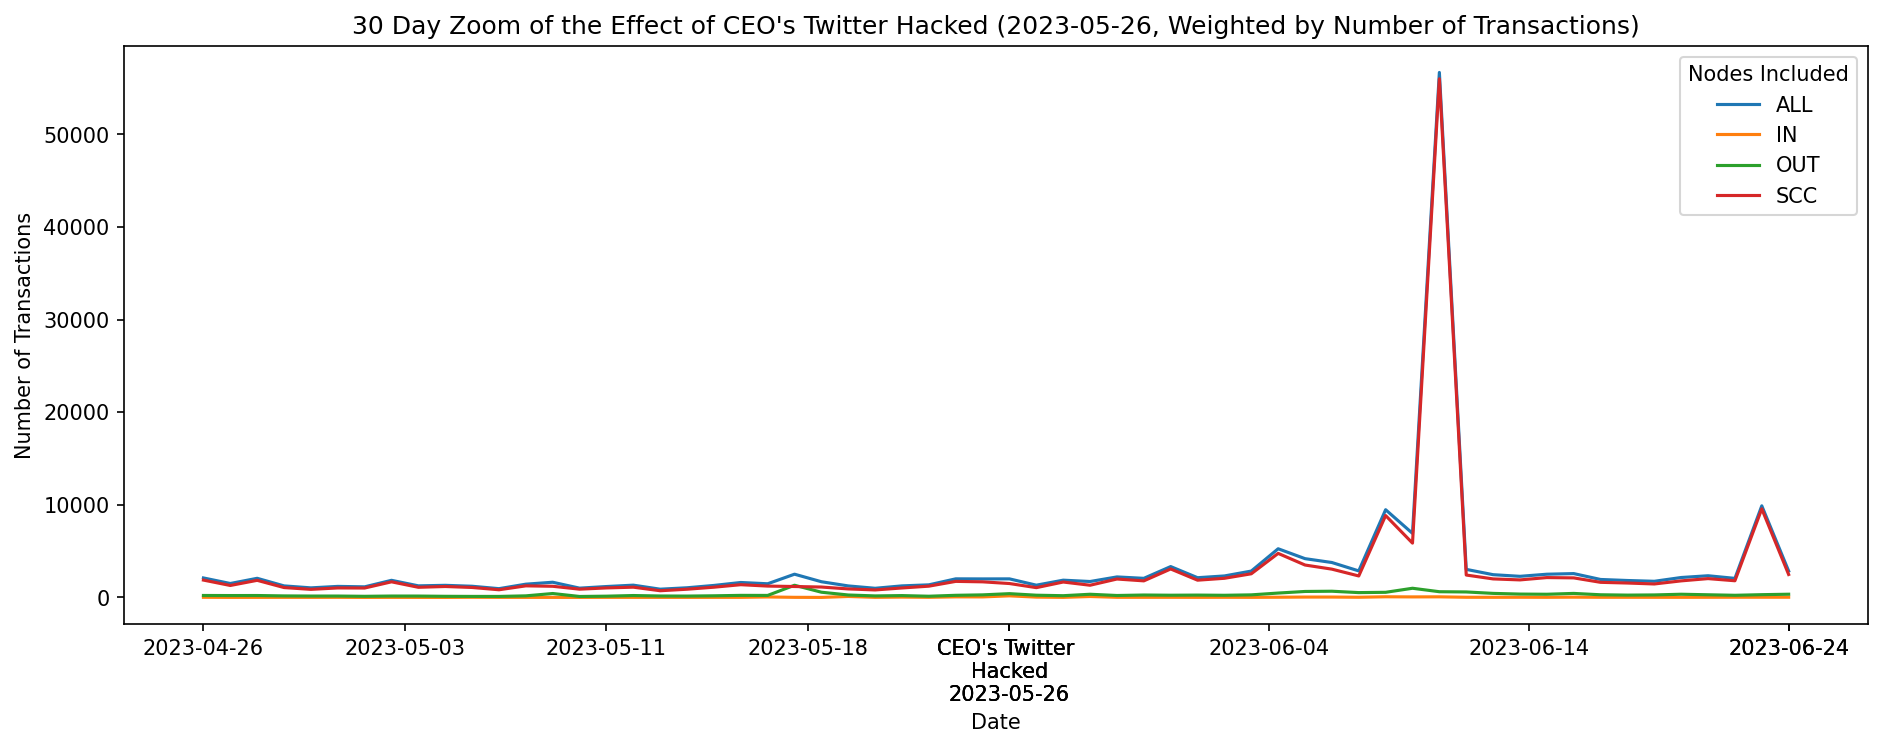 30 Day Zoom of the Effect of CEO's Twitter Hacked (2023-05-26, Weighted by Number of Transactions)
Nodes Included
ALL
IN
OUT
SCC
Number of Transactions
50000
40000
30000
20000
10000
0
2023-04-26
2023-05-03
2023-05-11
2023-05-18
CEO's Twitter
Hacked
2023-05-26
2023-06-04
2023-06-14
2023-06-24
Date